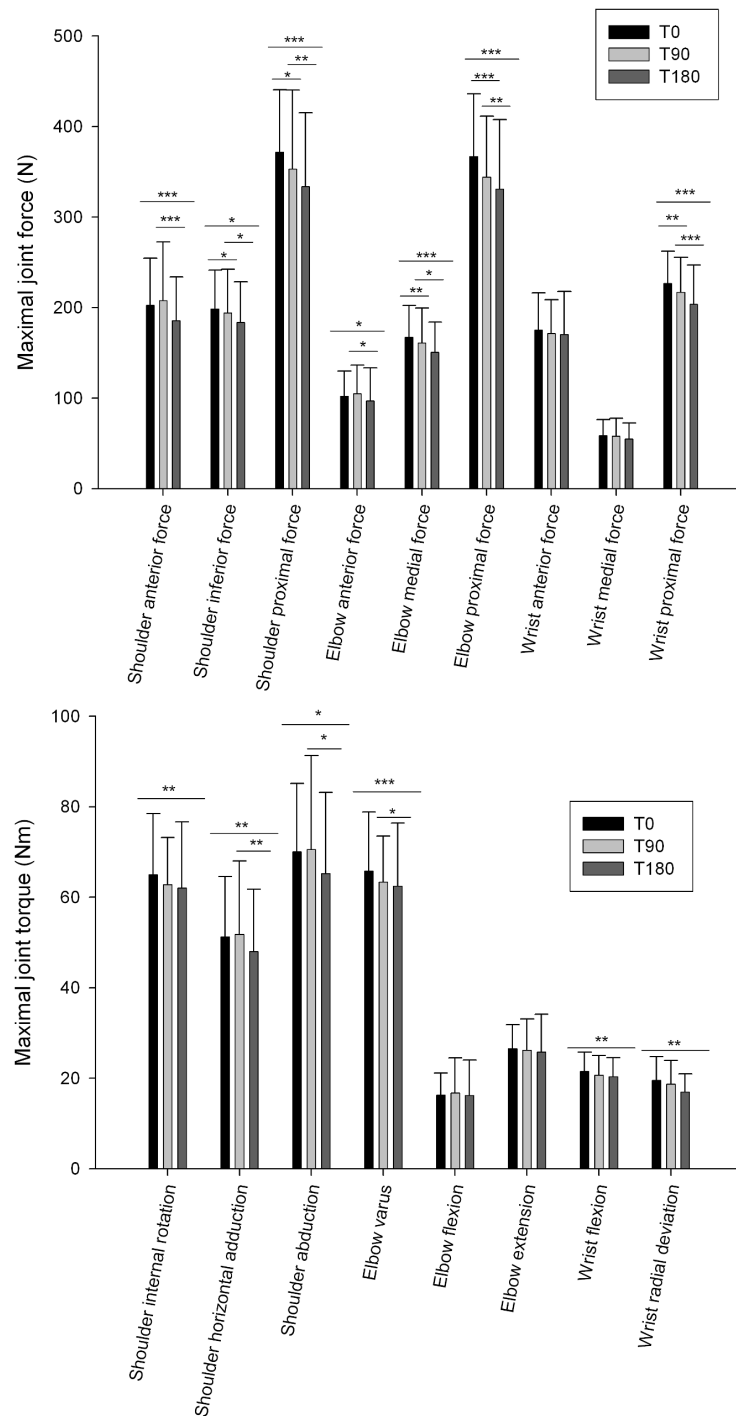 500
400
300
200
100
0
Maximal joint force (N)
T0
T90
T180
***
***
*
*
*
***
**
*
*
*
***
*
**
***
***
**
***
**
***
Shoulder anterior force
Shoulder inferior force
Shoulder proximal force
Elbow anterior force
Elbow medial force
Elbow proximal force
Wrist anterior force
Wrist medial force
Wrist proximal force
100
80
60
40
20
0
Maximal joint torque (Nm)
T0
T90
T180
**
**
**
*
*
***
*
**
**
Shoulder internal rotation
Shoulder horizontal adduction
Shoulder abduction
Elbow varus
Elbow flexion
Elbow extension
Wrist flexion
Wrist radial deviation